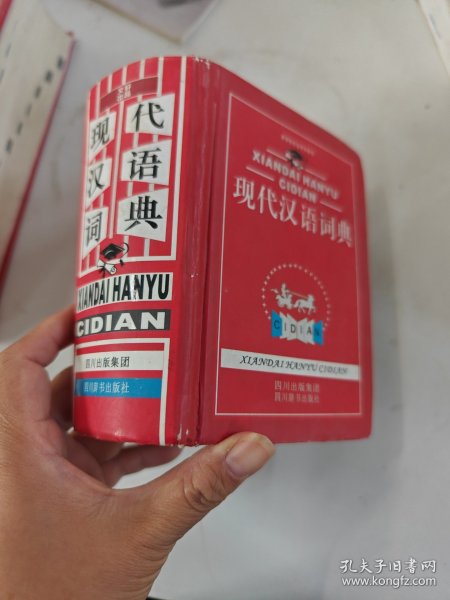 现代
汉语
词典
XIANDAI HANYU
CIDIAN
四川出版集团
四川辞书出版社
XIANDAI HANYU
CIDIAN
现代汉语词典
CIDIAN
XIANDAI HANYU CIDIAN
四川出版集团
四川辞书出版社
孔夫子旧书网
www.kongfz.com